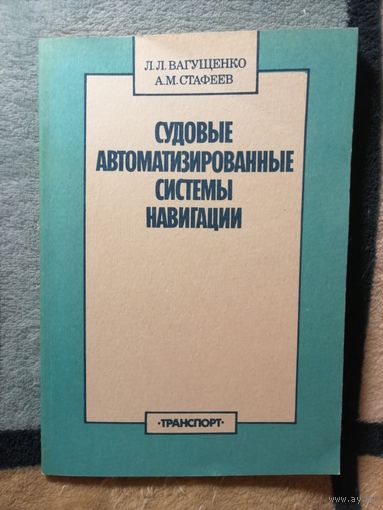 Л.Л. ВАГУЩЕНКО
А.М. СТАФЕЕВ
СУДОВЫЕ
АВТОМАТИЗИРОВАННЫЕ
СИСТЕМЫ
НАВИГАЦИИ
·ТРАНСПОРТ·